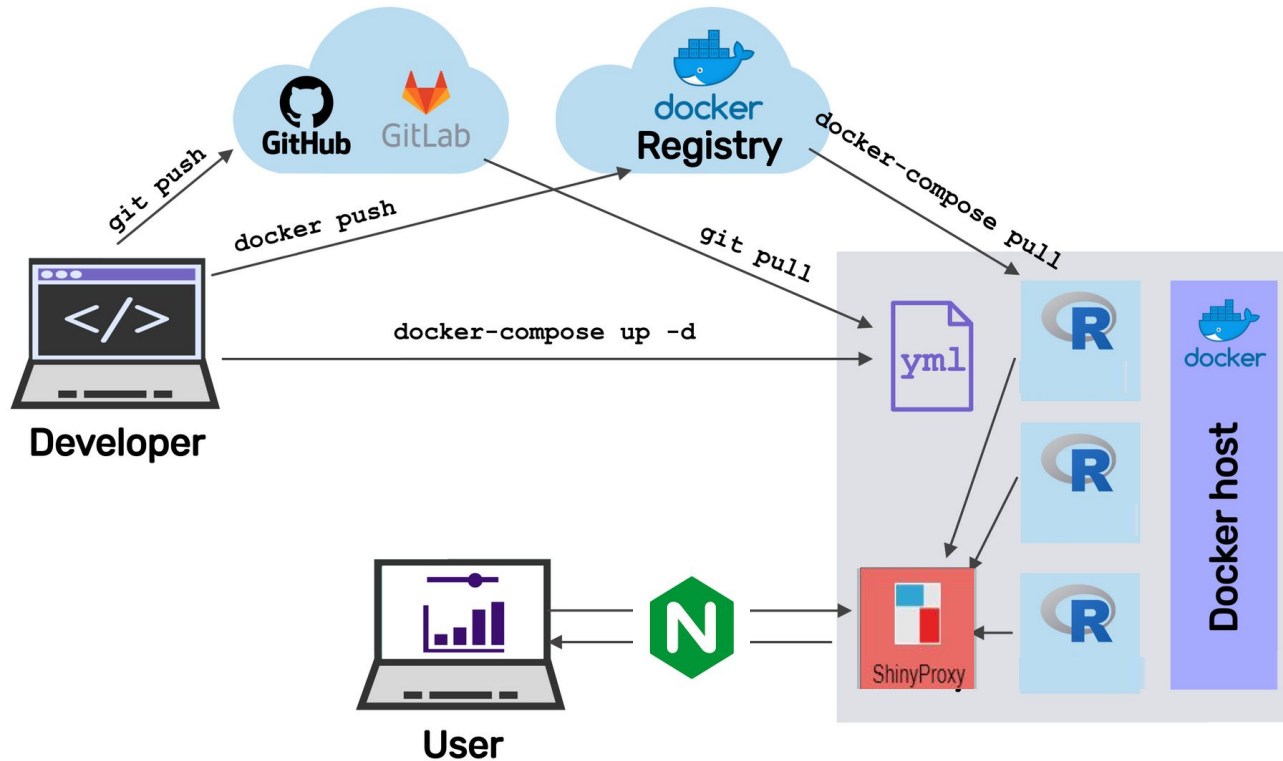 GitHub
GitLab
docker
Registry
git push
docker push
git pull
docker-compose pull
docker-compose up -d
</>
yml
R
docker
Developer
R
Docker host
N
ShinyProxy
R
User